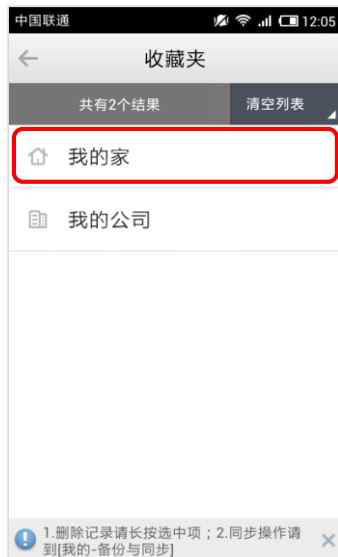 中国联通 12:05
收藏夹
共有2个结果 清空列表
我的家
我的公司
1.删除记录请长按选中项；2.同步操作请
到[我的-备份与同步]